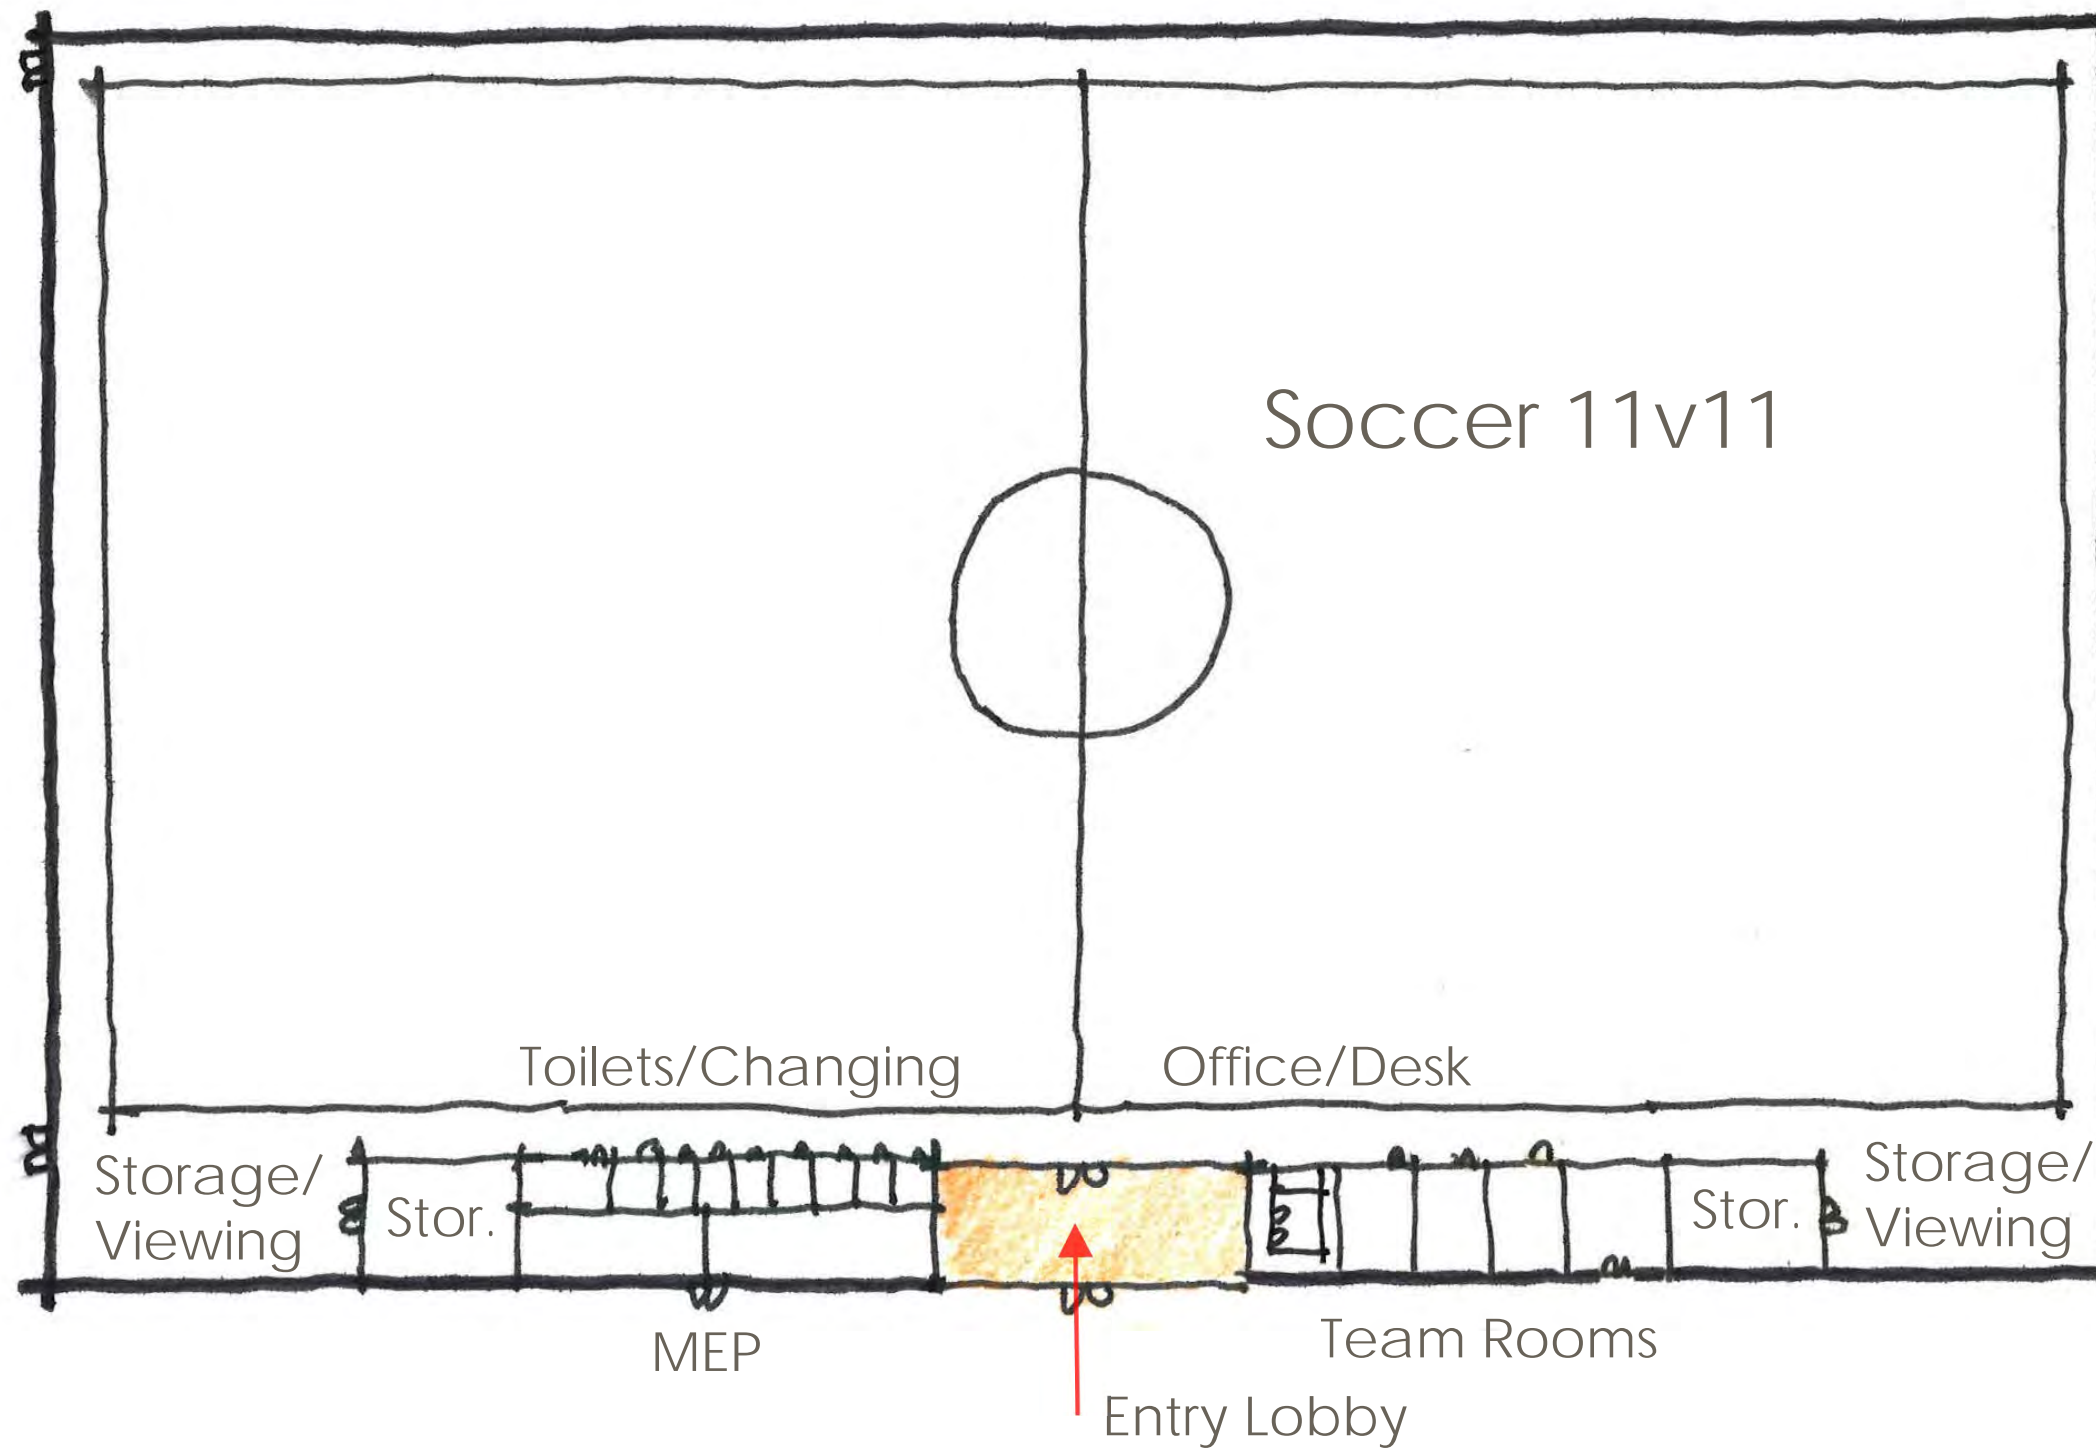 Soccer 11v11
Toilets/Changing
Office/Desk
Storage/
Viewing
Stor.
Stor.
Storage/
Viewing
MEP
Team Rooms
Entry Lobby